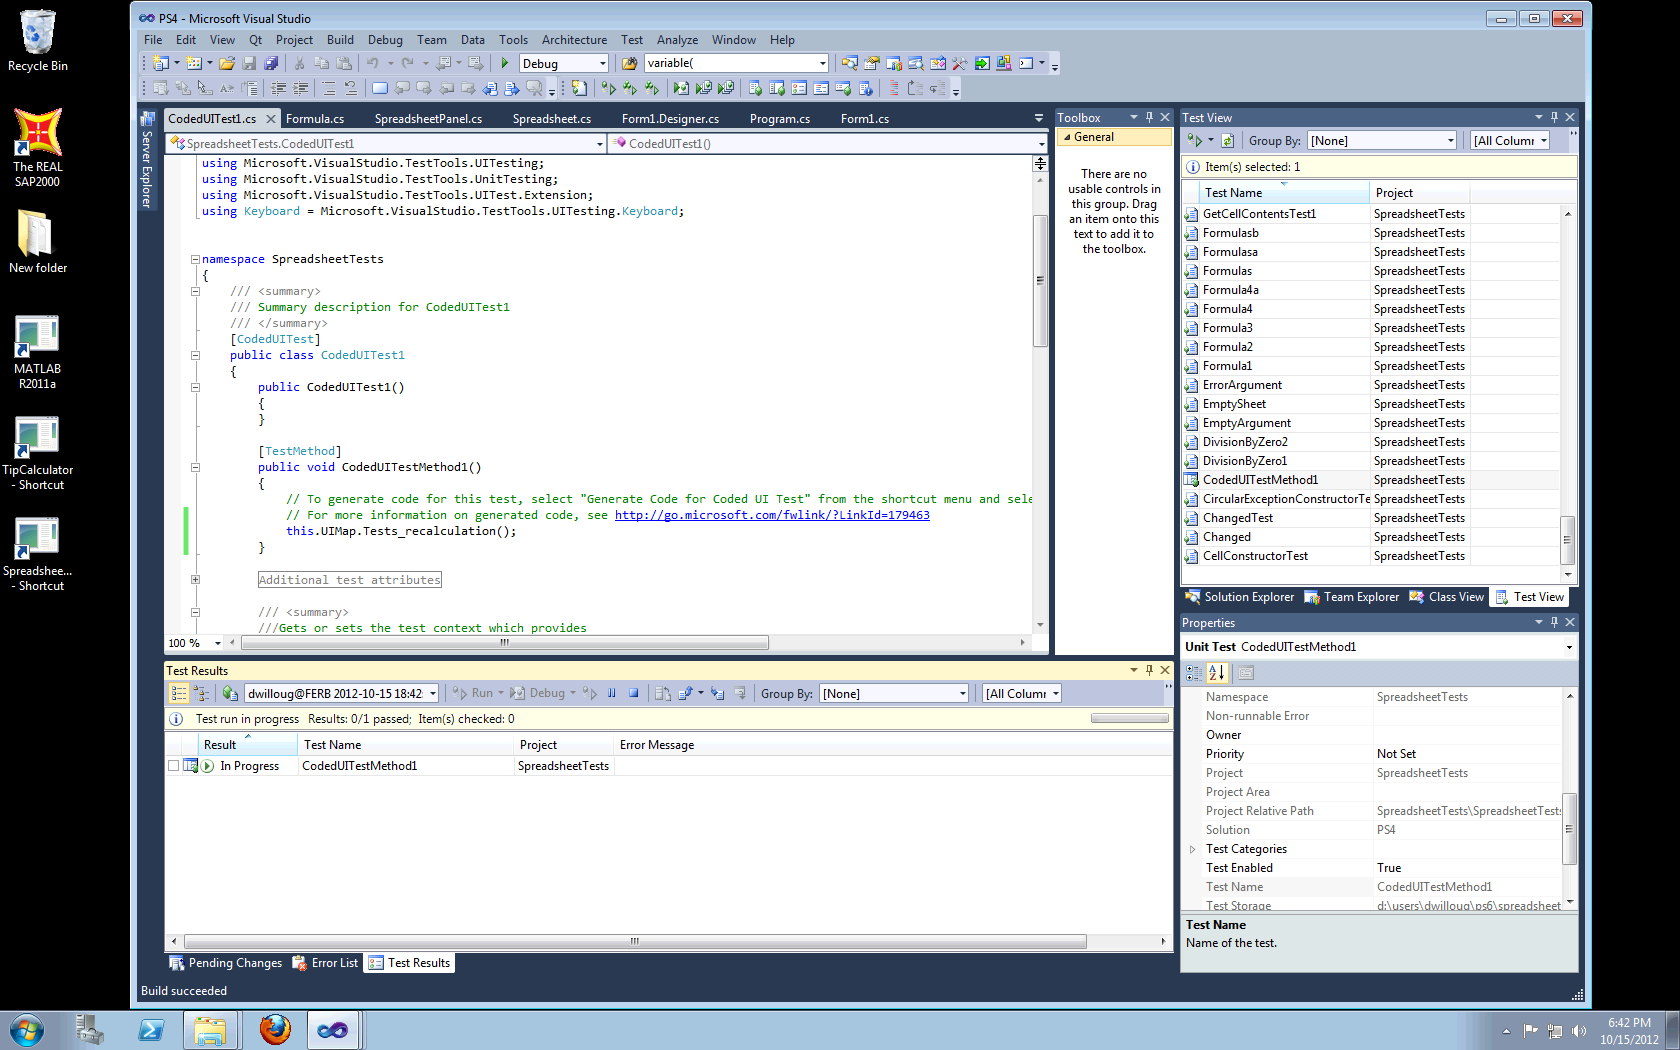 Recycle Bin
The REAL
SAP2000
New folder
MATLAB
R2011a
TipCalculator
- Shortcut
Spreadshee...
- Shortcut
PS4 - Microsoft Visual Studio
File Edit View Qt Project Build Debug Team Data Tools Architecture Test Analyze Window Help
Debug variable(
Server Explorer
CodedUITest1.cs Formula.cs SpreadsheetPanel.cs Spreadsheet.cs Form1.Designer.cs Program.cs Form1.cs
SpreadsheetTests.CodedUITest1 CodedUITest1()
using Microsoft.VisualStudio.TestTools.UITesting;
using Microsoft.VisualStudio.TestTools.UnitTesting;
using Microsoft.VisualStudio.TestTools.UITest.Extension;
using Keyboard = Microsoft.VisualStudio.TestTools.UITesting.Keyboard;
namespace SpreadsheetTests
{
/// <summary>
/// Summary description for CodedUITest1
/// </summary>
[CodedUITest]
public class CodedUITest1
{
public CodedUITest1()
{
}
[TestMethod]
public void CodedUITestMethod1()
{
// To generate code for this test, select "Generate Code for Coded UI Test" from the shortcut menu and sele
// For more information on generated code, see http://go.microsoft.com/fwlink/?LinkId=179463
this.UIMap.Tests_recalculation();
}
Additional test attributes
/// <summary>
///Gets or sets the test context which provides
100 %
Toolbox
General
There are no
usable controls in
this group. Drag
an item onto this
text to add it to
the toolbox.
Test View
Group By: [None] [All Column
Item(s) selected: 1
Test Name Project
GetCellContentsTest1 SpreadsheetTests
Formulasb SpreadsheetTests
Formulasa SpreadsheetTests
Formulas SpreadsheetTests
Formula4a SpreadsheetTests
Formula4 SpreadsheetTests
Formula3 SpreadsheetTests
Formula2 SpreadsheetTests
Formula1 SpreadsheetTests
ErrorArgument SpreadsheetTests
EmptySheet SpreadsheetTests
EmptyArgument SpreadsheetTests
DivisionByZero2 SpreadsheetTests
DivisionByZero1 SpreadsheetTests
CodedUITestMethod1 SpreadsheetTests
CircularExceptionConstructorTe SpreadsheetTests
ChangedTest SpreadsheetTests
Changed SpreadsheetTests
CellConstructorTest SpreadsheetTests
Solution Explorer Team Explorer Class View Test View
Properties
Unit Test CodedUITestMethod1
Namespace SpreadsheetTests
Non-runnable Error
Owner
Priority Not Set
Project SpreadsheetTests
Project Area
Project Relative Path SpreadsheetTests\SpreadsheetTests
Solution PS4
Test Categories
Test Enabled True
Test Name CodedUITestMethod1
Test Storage d:\users\dwilloug\ps6\spreadsheet
Test Name
Name of the test.
Test Results
dwilloug@FERB 2012-10-15 18:42: Run Debug Group By: [None] [All Column
Test run in progress Results: 0/1 passed; Item(s) checked: 0
Result Test Name Project Error Message
In Progress CodedUITestMethod1 SpreadsheetTests
Pending Changes Error List Test Results
Build succeeded
6:42 PM
10/15/2012